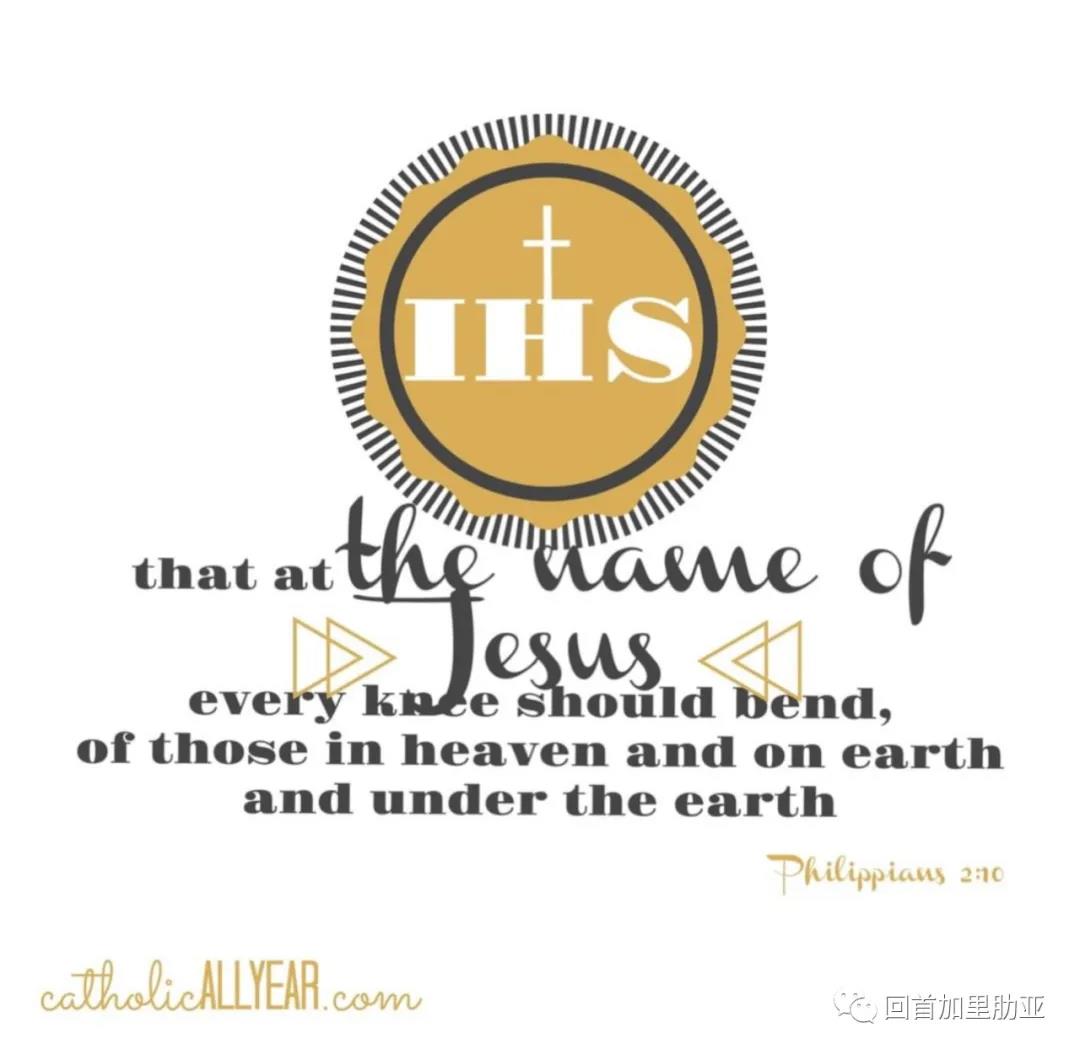 IHS
that at the name of
Jesus
every knee should bend,
of those in heaven and on earth
and under the earth
Philippians 2:10
catholicALLYEAR.com
回首加里肋亚